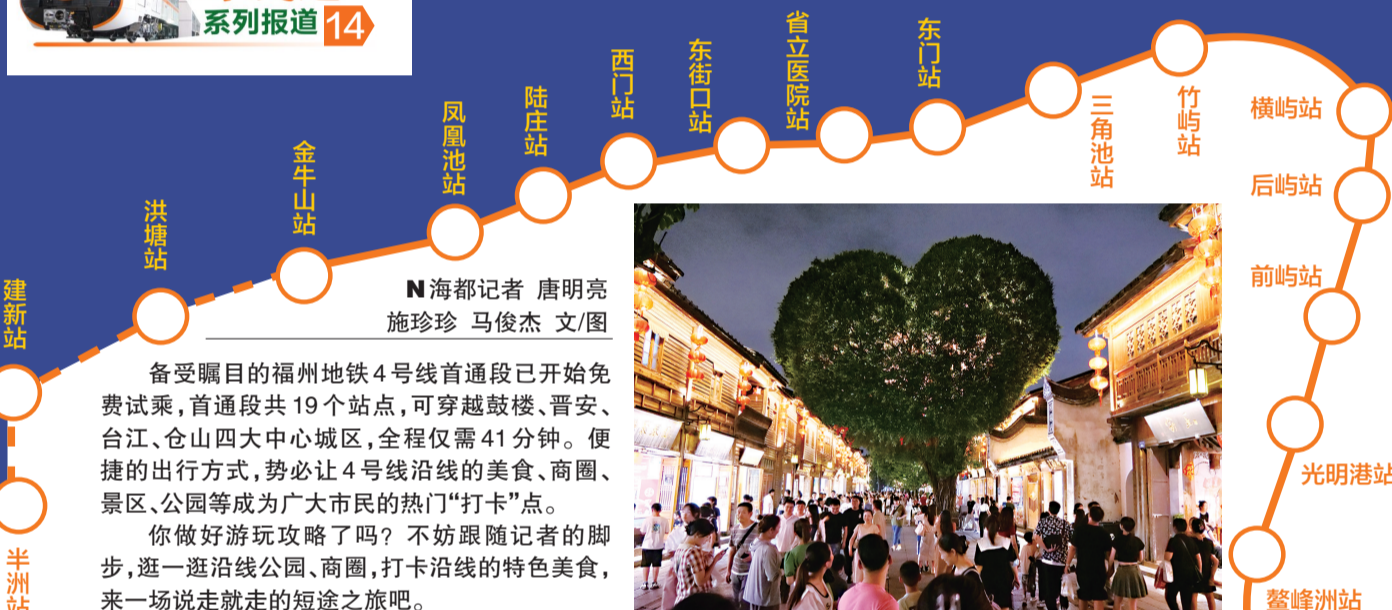 系列报道 14
建新站
洪塘站
金牛山站
凤凰池站
陆庄站
西门站
东街口站
省立医院站
东门站
三角池站
竹屿站
横屿站
后屿站
前屿站
光明港站
鳌峰洲站
半洲站
N海都记者 唐明亮
施珍珍 马俊杰 文/图
备受瞩目的福州地铁4号线首通段已开始免
费试乘,首通段共19个站点,可穿越鼓楼、晋安、
台江、仓山四大中心城区,全程仅需41分钟。便
捷的出行方式,势必让4号线沿线的美食、商圈、
景区、公园等成为广大市民的热门“打卡”点。
你做好游玩攻略了吗?不妨跟随记者的脚
步,逛一逛沿线公园、商圈,打卡沿线的特色美食,
来一场说走就走的短途之旅吧。